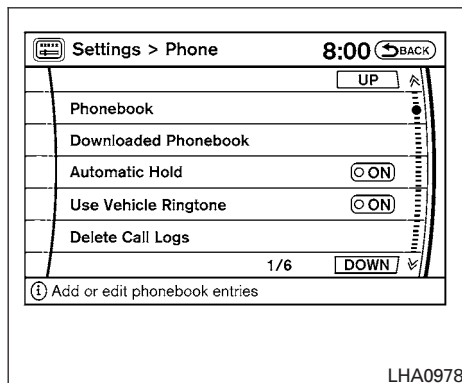 Settings > Phone 8:00 BACK
UP
Phonebook
Downloaded Phonebook
Automatic Hold ON
Use Vehicle Ringtone ON
Delete Call Logs
1/6 DOWN
i Add or edit phonebook entries
LHA0978